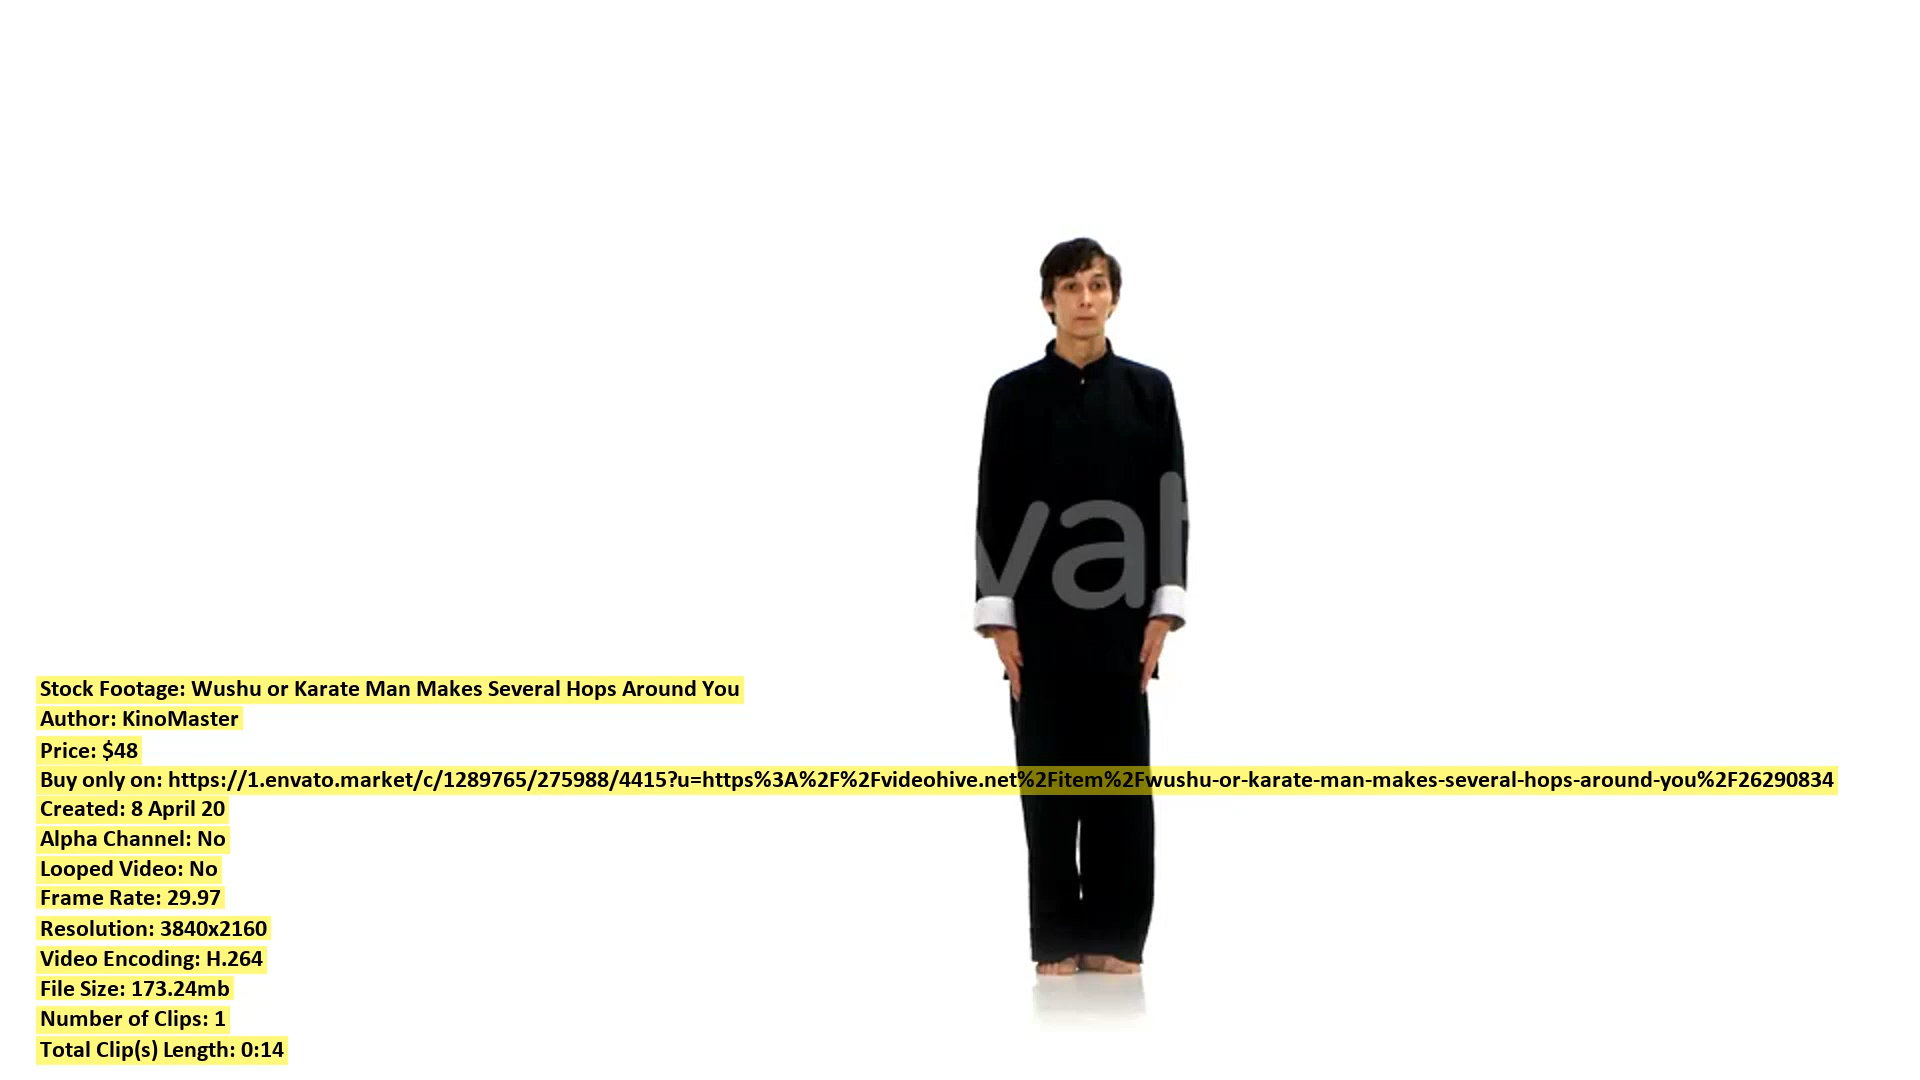 vat
Stock Footage: Wushu or Karate Man Makes Several Hops Around You
Author: KinoMaster
Price: $48
Buy only on: https://1.envato.market/c/1289765/275988/4415?u=https%3A%2F%2Fvideohive.net%2Fitem%2Fwushu-or-karate-man-makes-several-hops-around-you%2F26290834
Created: 8 April 20
Alpha Channel: No
Looped Video: No
Frame Rate: 29.97
Resolution: 3840x2160
Video Encoding: H.264
File Size: 173.24mb
Number of Clips: 1
Total Clip(s) Length: 0:14